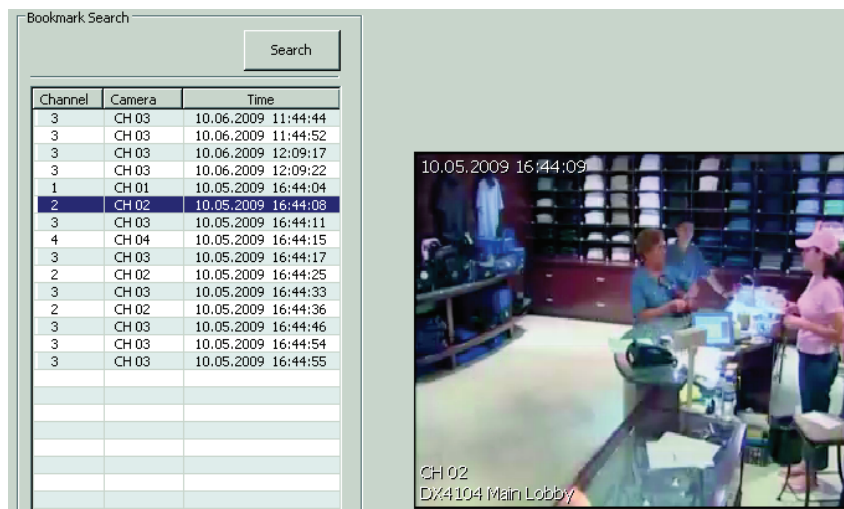 Bookmark Search
Search
Channel Camera Time
3 CH 03 10.06.2009 11:44:44
3 CH 03 10.06.2009 11:44:52
3 CH 03 10.06.2009 12:09:17
3 CH 03 10.06.2009 12:09:22
1 CH 01 10.05.2009 16:44:04
2 CH 02 10.05.2009 16:44:08
3 CH 03 10.05.2009 16:44:11
4 CH 04 10.05.2009 16:44:15
3 CH 03 10.05.2009 16:44:17
2 CH 02 10.05.2009 16:44:25
3 CH 03 10.05.2009 16:44:33
2 CH 02 10.05.2009 16:44:36
3 CH 03 10.05.2009 16:44:46
3 CH 03 10.05.2009 16:44:54
3 CH 03 10.05.2009 16:44:55
10.05.2009 16:44:09
CH 02
DX4104 Main Lobby